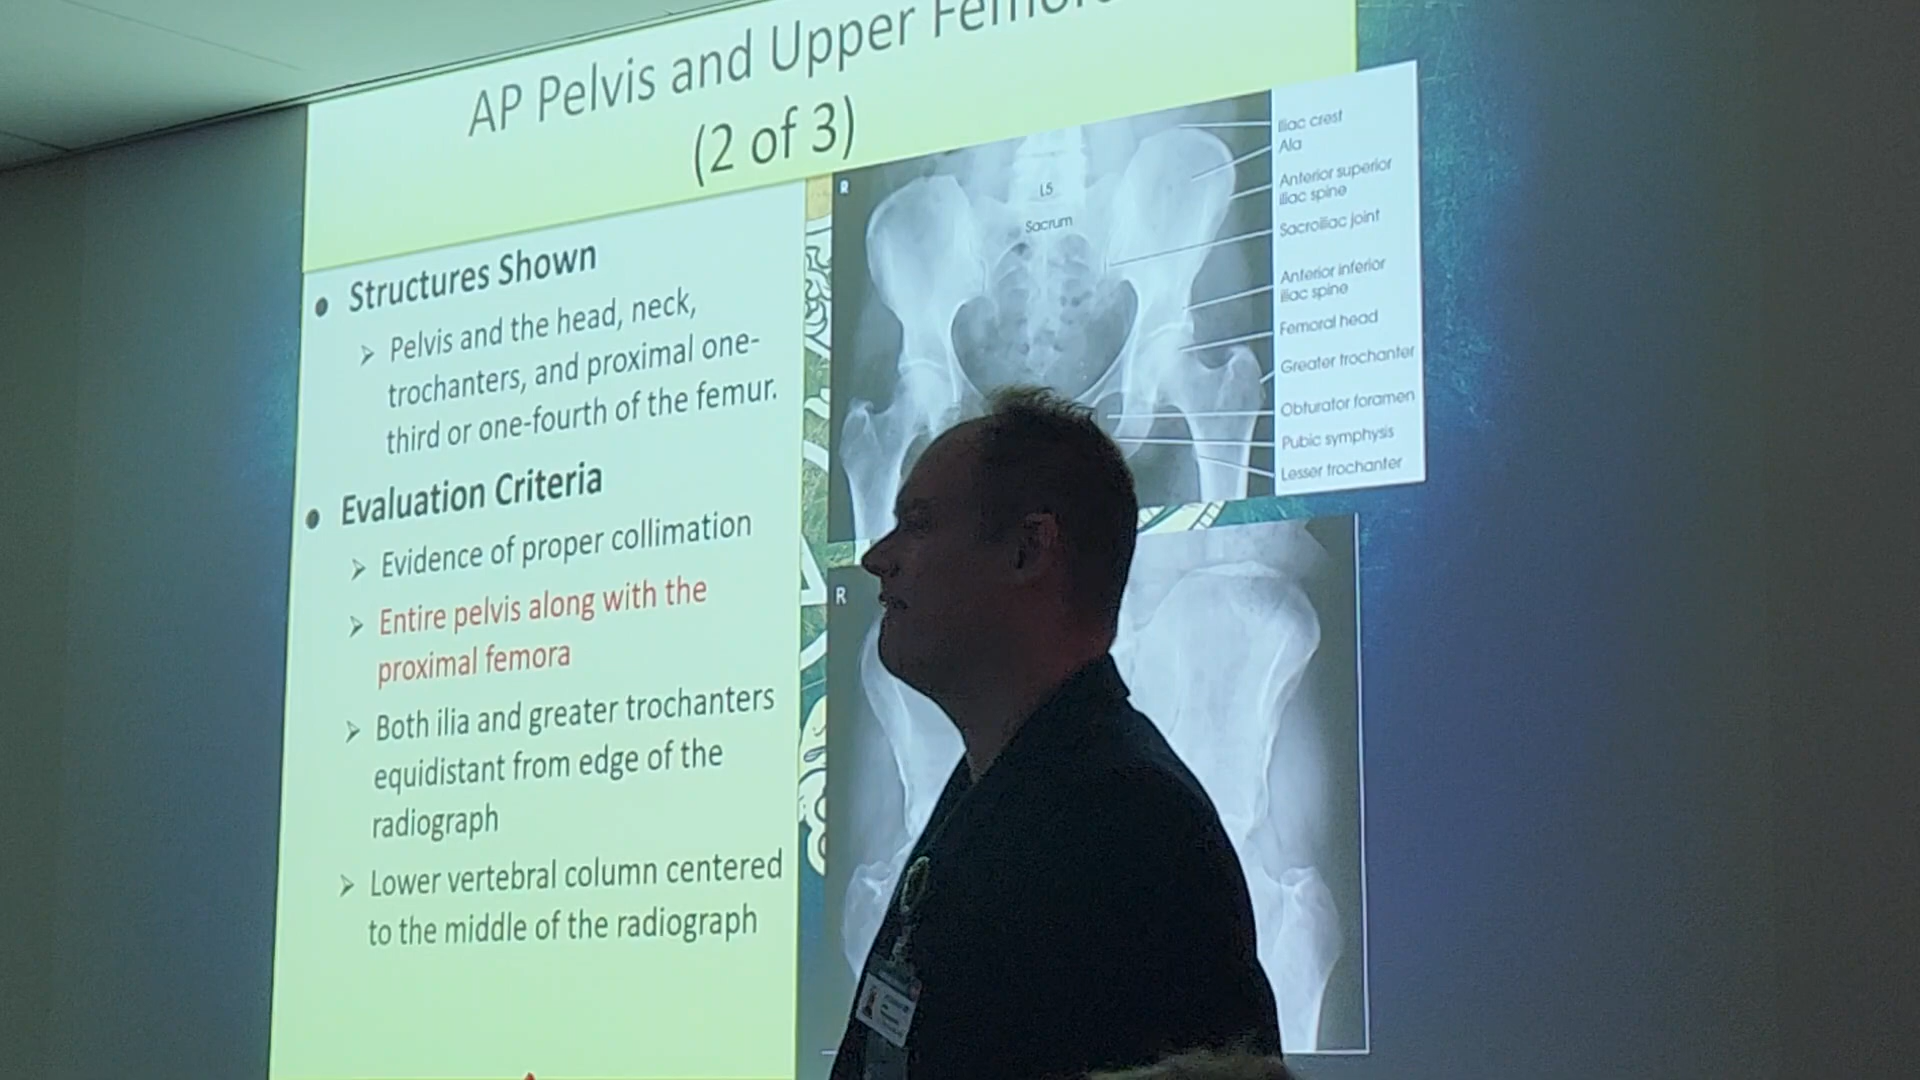 AP Pelvis and Upper
(2 of 3)
• Structures Shown
➢ Pelvis and the head, neck,
trochanters, and proximal one-
third or one-fourth of the femur.
• Evaluation Criteria
➢ Evidence of proper collimation
➢ Entire pelvis along with the
proximal femora
➢ Both ilia and greater trochanters
equidistant from edge of the
radiograph
➢ Lower vertebral column centered
to the middle of the radiograph
R
L5
Sacrum
Iliac crest
Ala
Anterior superior
iliac spine
Sacroiliac joint
Anterior inferior
iliac spine
Femoral head
Greater trochanter
Obturator foramen
Pubic symphysis
Lesser trochanter
R